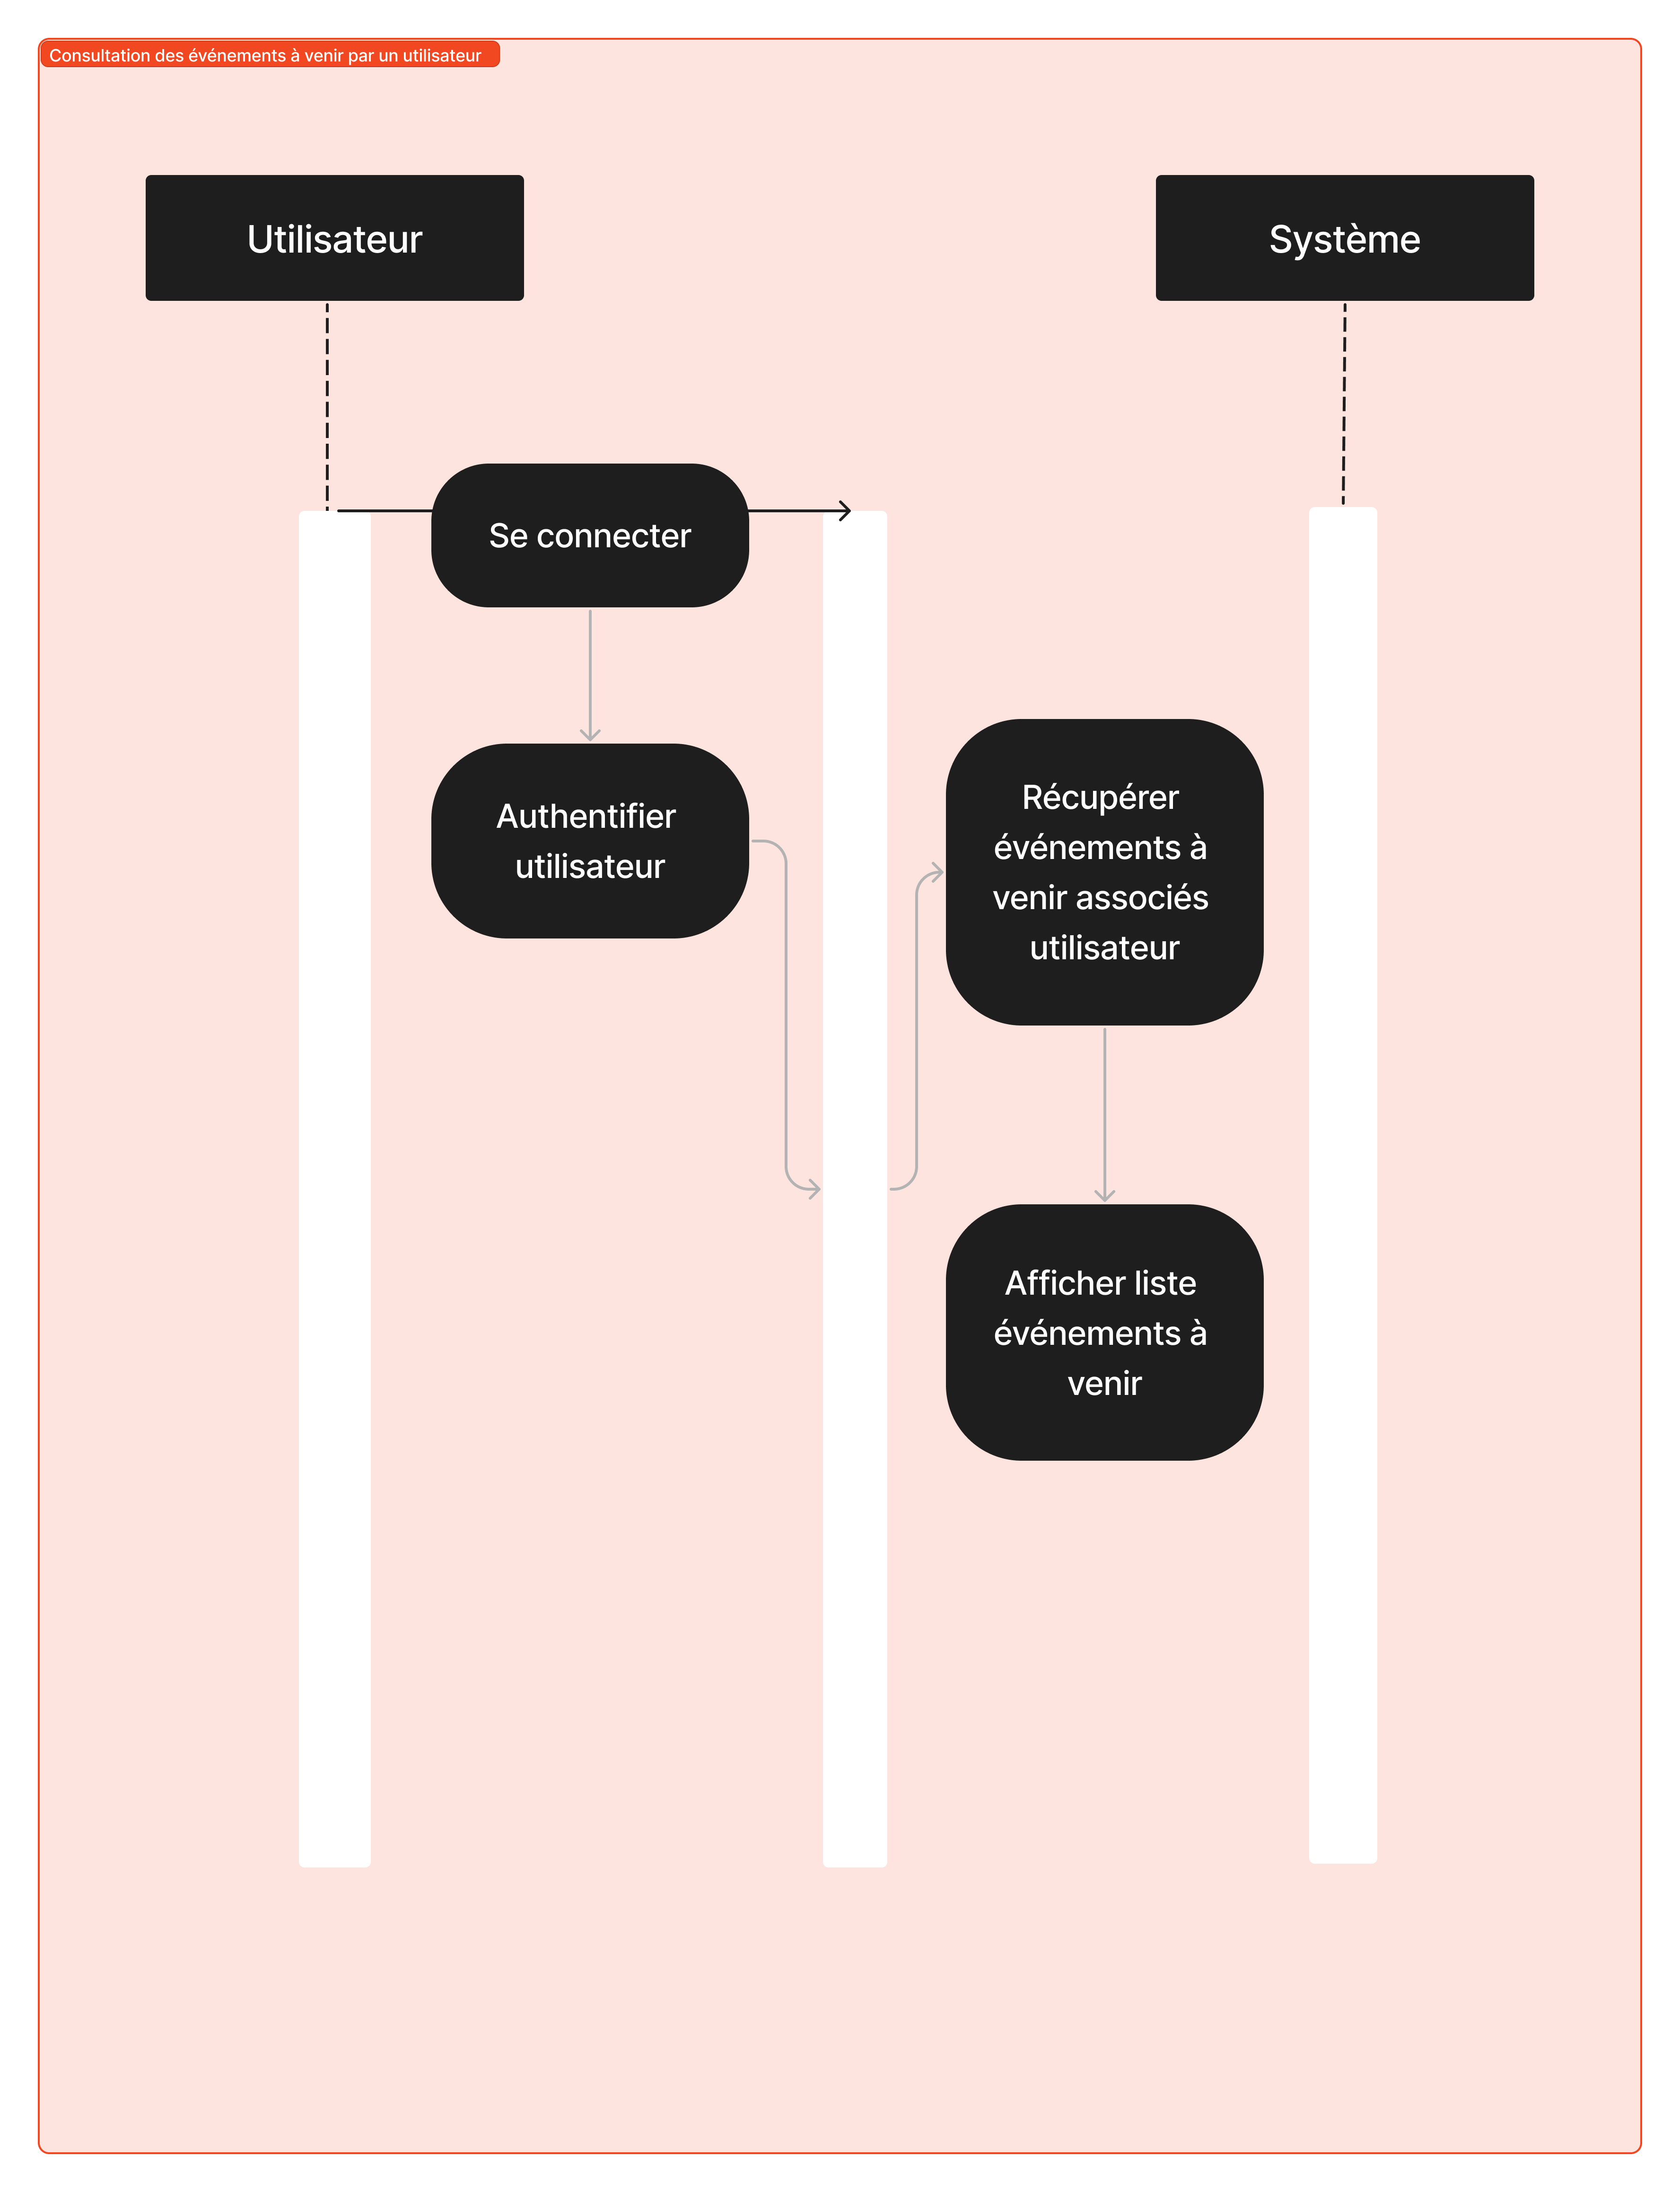 Consultation des événements à venir par un utilisateur
Utilisateur
Système
Se connecter
Authentifier
utilisateur
Récupérer
événements à
venir associés
utilisateur
Afficher liste
événements à
venir